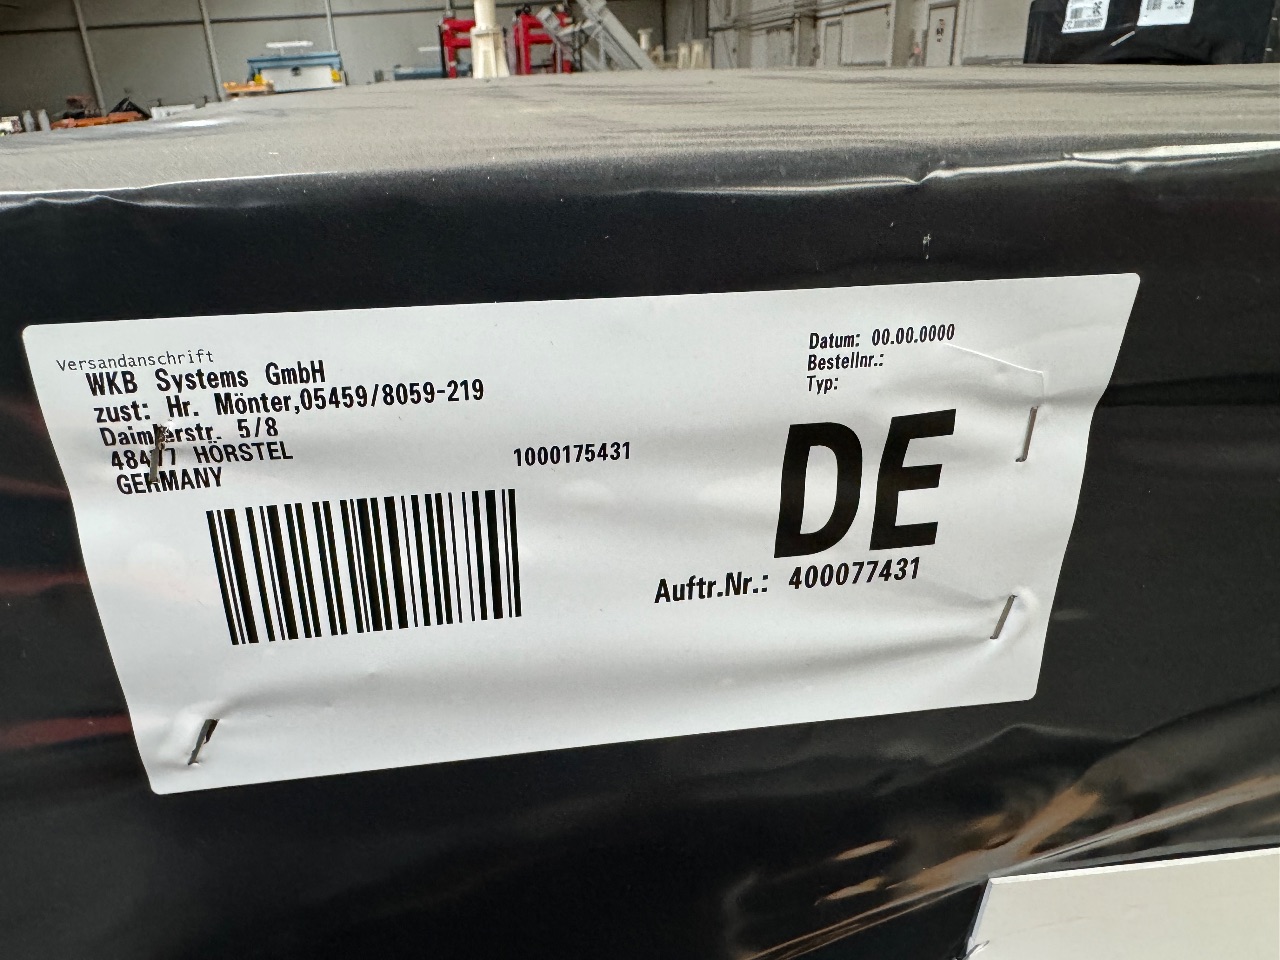 Versandanschrift
WKB Systems GmbH
zust: Hr. Mönter,05459/8059-219
Daimlerstr. 5/8
48477 HÖRSTEL
GERMANY
1000175431
Datum: 00.00.0000
Bestellnr.:
Typ:
DE
Auftr.Nr.: 400077431